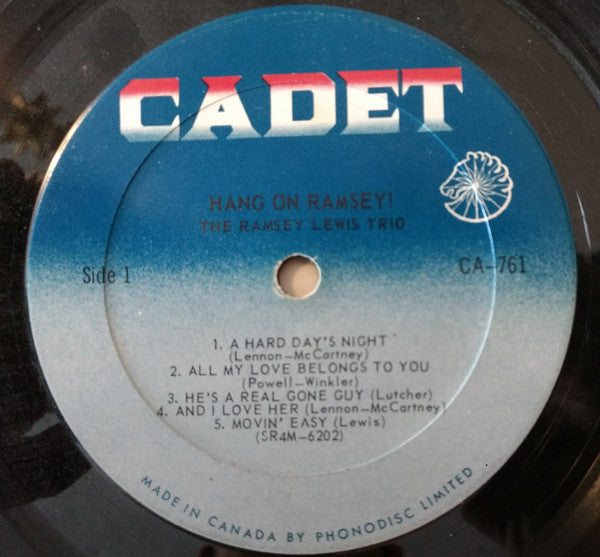 CADET
HANG ON RAMSEY!
THE RAMSEY LEWIS TRIO
Side 1
CA-761
1. A HARD DAY'S NIGHT
(Lennon-McCartney)
2. ALL MY LOVE BELONGS TO YOU
(Powell-Winkler)
3. HE'S A REAL GONE GUY (Lutcher)
4. AND I LOVE HER (Lennon-McCartney)
5. MOVIN' EASY (Lewis)
(SR4M-6202)
MADE IN CANADA BY PHONODISC LIMITED